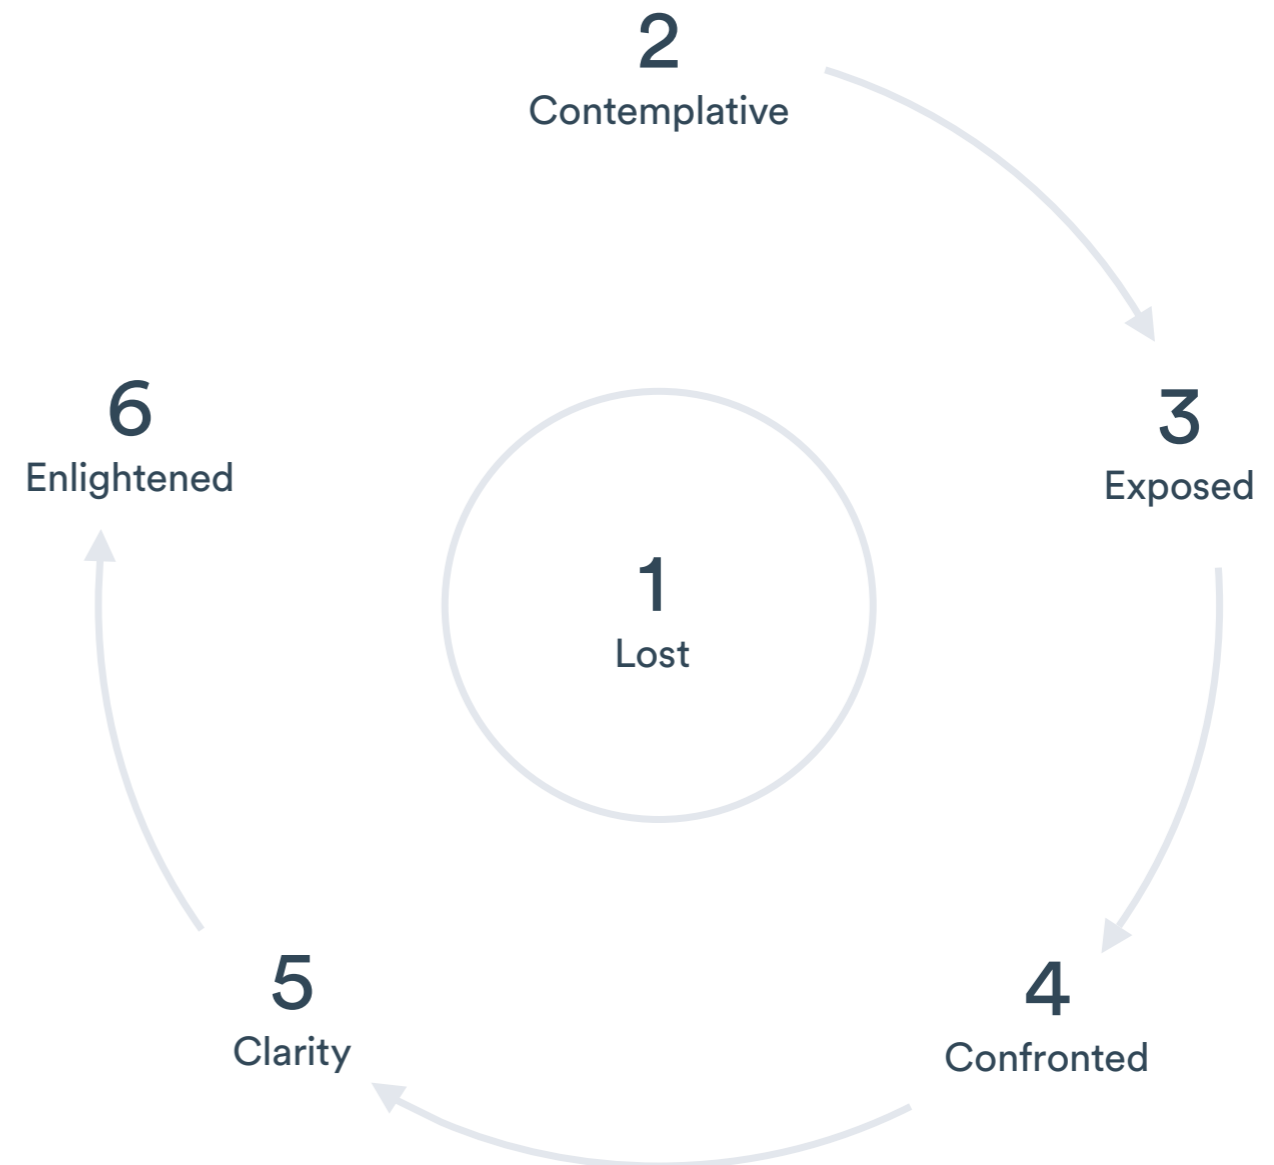 2
Contemplative
3
Exposed
6
Enlightened
1
Lost
5
Clarity
4
Confronted